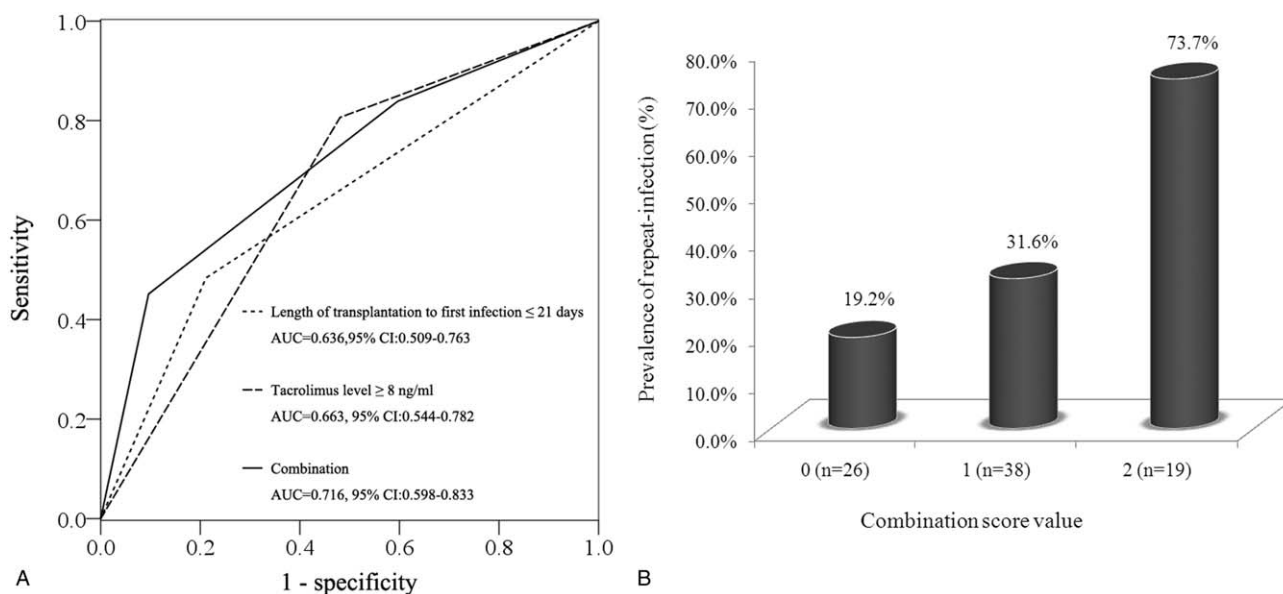 1.0
0.8
0.6
0.4
0.2
0.0
Sensitivity
Length of transplantation to first infection ≤ 21 days
AUC=0.636,95% CI:0.509-0.763
Tacrolimus level ≥ 8 ng/ml
AUC=0.663, 95% CI:0.544-0.782
Combination
AUC=0.716, 95% CI:0.598-0.833
0.0 0.2 0.4 0.6 0.8 1.0
1 - specificity
A
Prevalence of repeat-infection (%)
80.0%
70.0%
60.0%
50.0%
40.0%
30.0%
20.0%
10.0%
0.0%
19.2%
31.6%
73.7%
0 (n=26) 1 (n=38) 2 (n=19)
Combination score value
B